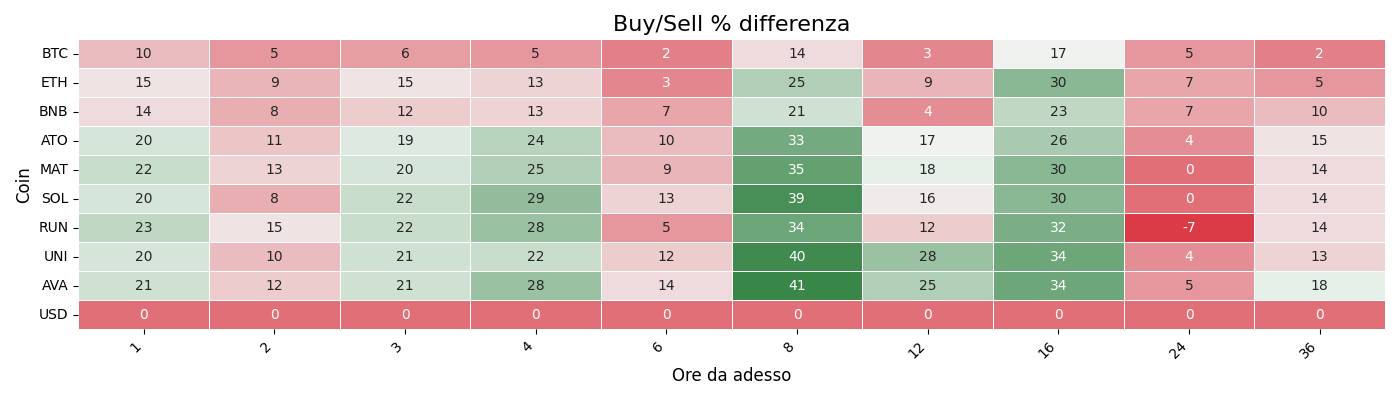 Buy/Sell % differenza
BTC 10 5 6 5 2 14 3 17 5 2
ETH 15 9 15 13 3 25 9 30 7 5
BNB 14 8 12 13 7 21 4 23 7 10
ATO 20 11 19 24 10 33 17 26 4 15
MAT 22 13 20 25 9 35 18 30 0 14
SOL 20 8 22 29 13 39 16 30 0 14
RUN 23 15 22 28 5 34 12 32 -7 14
UNI 20 10 21 22 12 40 28 34 4 13
AVA 21 12 21 28 14 41 25 34 5 18
USD 0 0 0 0 0 0 0 0 0 0
Coin
1 2 3 4 6 8 12 16 24 36
Ore da adesso